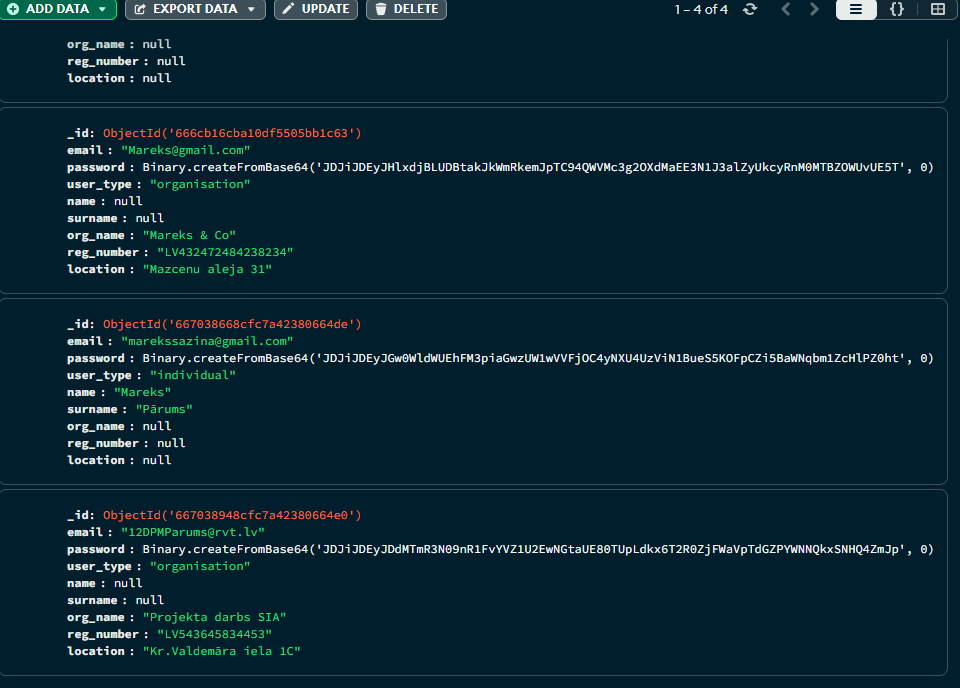 ADD DATA EXPORT DATA UPDATE DELETE 1 – 4 of 4 {}
org_name : null
reg_number : null
location : null
_id: ObjectId('666cb16cba10df5505bb1c63')
email : "Mareks@gmail.com"
password : Binary.createFromBase64('JDJiJDEyJHlxdjBLUDBtakJkWmRkemJpTC94QWVMc3g2OXdMaEE3N1J3alZyUkcyRnM0MTBZOWUvUE5T', 0)
user_type : "organisation"
name : null
surname : null
org_name : "Mareks & Co"
reg_number : "LV432472484238234"
location : "Mazcenu aleja 31"
_id: ObjectId('667038668cfc7a42380664de')
email : "marekssazina@gmail.com"
password : Binary.createFromBase64('JDJiJDEyJGw0WldWUEhFM3piaGwzUW1wVVFjOC4yNXU4UzViN1BueS5KOFpCZi5BaWNqbm1ZcHlPZ0ht', 0)
user_type : "individual"
name : "Mareks"
surname : "Pārums"
org_name : null
reg_number : null
location : null
_id: ObjectId('667038948cfc7a42380664e0')
email : "12DPMParums@rvt.lv"
password : Binary.createFromBase64('JDJiJDEyJDdMTmR3N09nR1FvYVZ1U2EwNGtaUE80TUpLdkx6T2R0ZjFWaVpTdGZPYWNNQkxSNHQ4ZmJp', 0)
user_type : "organisation"
name : null
surname : null
org_name : "Projekta darbs SIA"
reg_number : "LV543645834453"
location : "Kr.Valdemāra iela 1C"